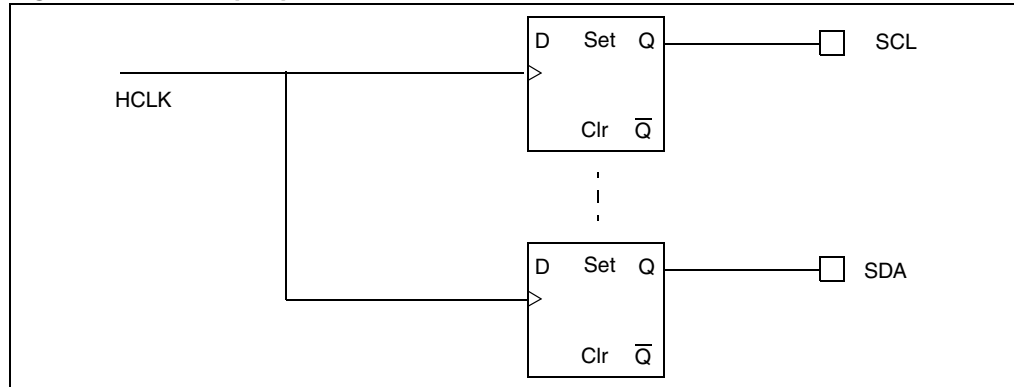 D Set Q
SCL
HCLK
Clr Q̅
D Set Q
SDA
Clr Q̅